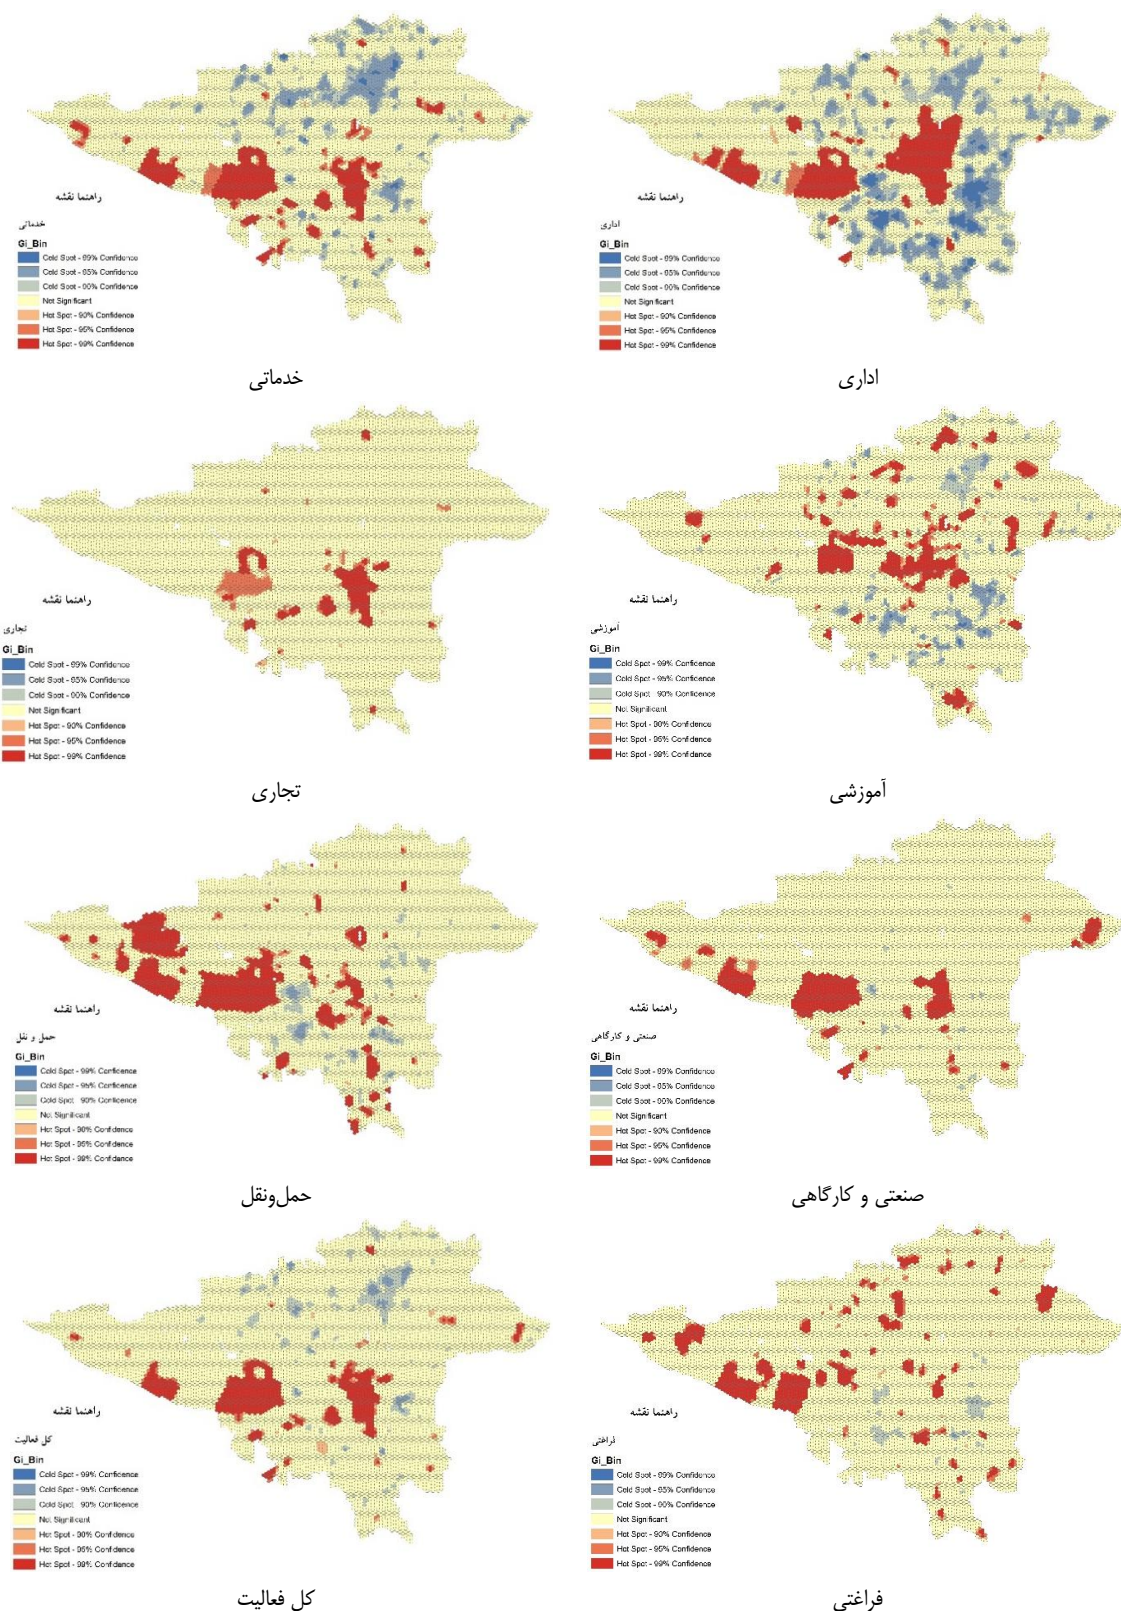 راهنما نقشه
خدماتی
Gi_Bin
Cold Spot - 99% Confidence
Cold Spot - 95% Confidence
Cold Spot - 90% Confidence
Not Significant
Hot Spot - 90% Confidence
Hot Spot - 95% Confidence
Hot Spot - 99% Confidence
خدماتی
راهنما نقشه
اداری
Gi_Bin
Cold Spot - 99% Confidence
Cold Spot - 95% Confidence
Cold Spot - 90% Confidence
Not Significant
Hot Spot - 90% Confidence
Hot Spot - 95% Confidence
Hot Spot - 99% Confidence
اداری
راهنما نقشه
تجاری
Gi_Bin
Cold Spot - 99% Confidence
Cold Spot - 95% Confidence
Cold Spot - 90% Confidence
Not Significant
Hot Spot - 90% Confidence
Hot Spot - 95% Confidence
Hot Spot - 99% Confidence
تجاری
راهنما نقشه
آموزشی
Gi_Bin
Cold Spot - 99% Confidence
Cold Spot - 95% Confidence
Cold Spot - 90% Confidence
Not Significant
Hot Spot - 90% Confidence
Hot Spot - 95% Confidence
Hot Spot - 99% Confidence
آموزشی
راهنما نقشه
حمل و نقل
Gi_Bin
Cold Spot - 99% Confidence
Cold Spot - 95% Confidence
Cold Spot - 90% Confidence
Not Significant
Hot Spot - 90% Confidence
Hot Spot - 95% Confidence
Hot Spot - 99% Confidence
حمل‌ونقل
راهنما نقشه
صنعتی و کارگاهی
Gi_Bin
Cold Spot - 99% Confidence
Cold Spot - 95% Confidence
Cold Spot - 90% Confidence
Not Significant
Hot Spot - 90% Confidence
Hot Spot - 95% Confidence
Hot Spot - 99% Confidence
صنعتی و کارگاهی
راهنما نقشه
کل فعالیت
Gi_Bin
Cold Spot - 99% Confidence
Cold Spot - 95% Confidence
Cold Spot - 90% Confidence
Not Significant
Hot Spot - 90% Confidence
Hot Spot - 95% Confidence
Hot Spot - 99% Confidence
کل فعالیت
راهنما نقشه
فراغتی
Gi_Bin
Cold Spot - 99% Confidence
Cold Spot - 95% Confidence
Cold Spot - 90% Confidence
Not Significant
Hot Spot - 90% Confidence
Hot Spot - 95% Confidence
Hot Spot - 99% Confidence
فراغتی